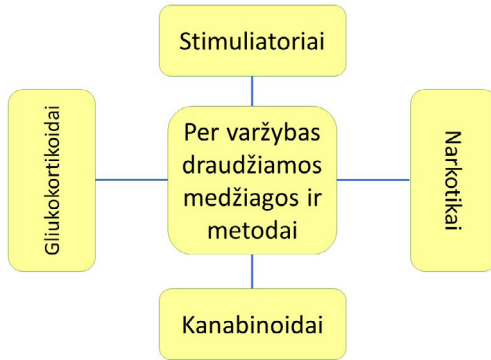 Stimuliatoriai
Gliukokortikoidai
Per varžybas
draudžiamos
medžiagos ir
metodai
Narkotikai
Kanabinoidai